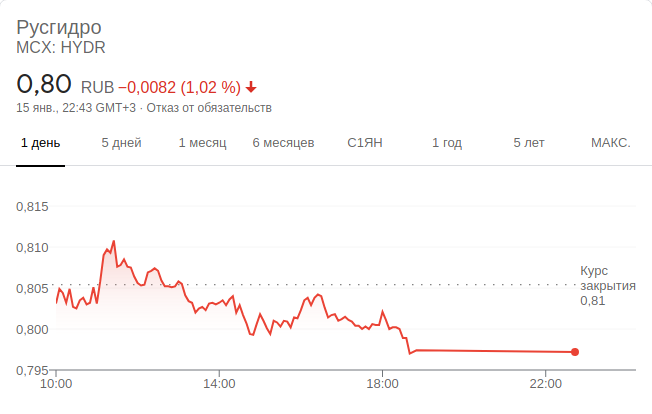 Русгидро
MCX: HYDR
0,80 RUB −0,0082 (1,02 %)
15 янв., 22:43 GMT+3 · Отказ от обязательств
1 день 5 дней 1 месяц 6 месяцев С1ЯН 1 год 5 лет МАКС.
0,815
0,810
0,805
0,800
0,795
Курс
закрытия
0,81
10:00 14:00 18:00 22:00